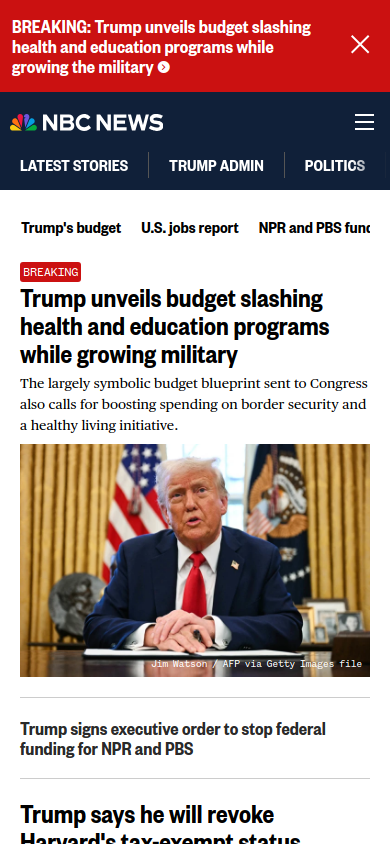 BREAKING: Trump unveils budget slashing
health and education programs while
growing the military
NBC NEWS
LATEST STORIES
TRUMP ADMIN
POLITICS
Trump's budget
U.S. jobs report
NPR and PBS fund
BREAKING
Trump unveils budget slashing
health and education programs
while growing military
The largely symbolic budget blueprint sent to Congress
also calls for boosting spending on border security and
a healthy living initiative.
Jim Watson / AFP via Getty Images file
Trump signs executive order to stop federal
funding for NPR and PBS
Trump says he will revoke
Harvard's tax-exempt status